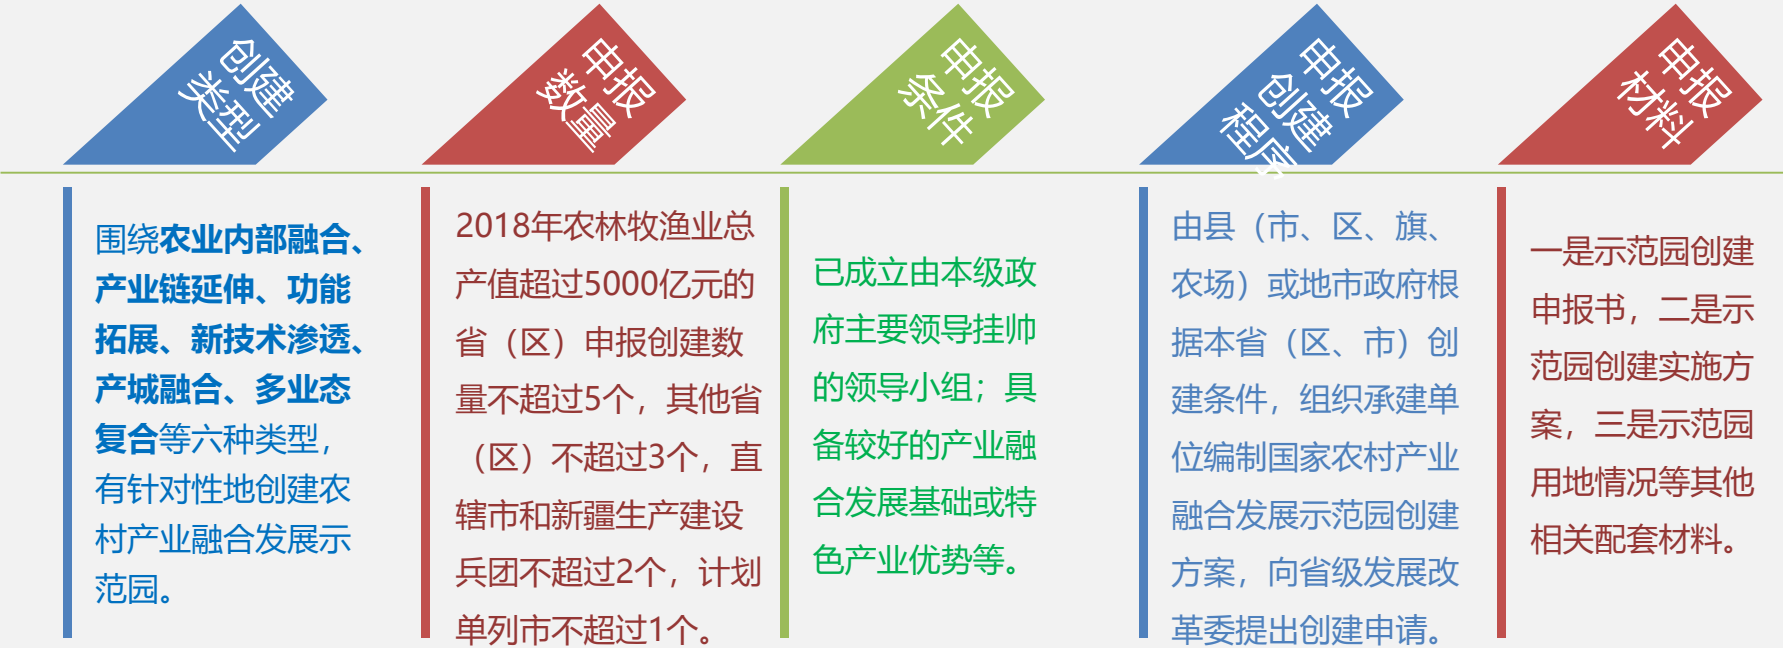 创建
类型
围绕农业内部融合、
产业链延伸、功能
拓展、新技术渗透、
产城融合、多业态
复合等六种类型，
有针对性地创建农
村产业融合发展示
范园。
申报
数量
2018年农林牧渔业总
产值超过5000亿元的
省（区）申报创建数
量不超过5个，其他省
（区）不超过3个，直
辖市和新疆生产建设
兵团不超过2个，计划
单列市不超过1个。
申报
条件
已成立由本级政
府主要领导挂帅
的领导小组；具
备较好的产业融
合发展基础或特
色产业优势等。
申报
创建
程序
由县（市、区、旗、
农场）或地市政府根
据本省（区、市）创
建条件，组织承建单
位编制国家农村产业
融合发展示范园创建
方案，向省级发展改
革委提出创建申请。
申报
材料
一是示范园创建
申报书，二是示
范园创建实施方
案，三是示范园
用地情况等其他
相关配套材料。